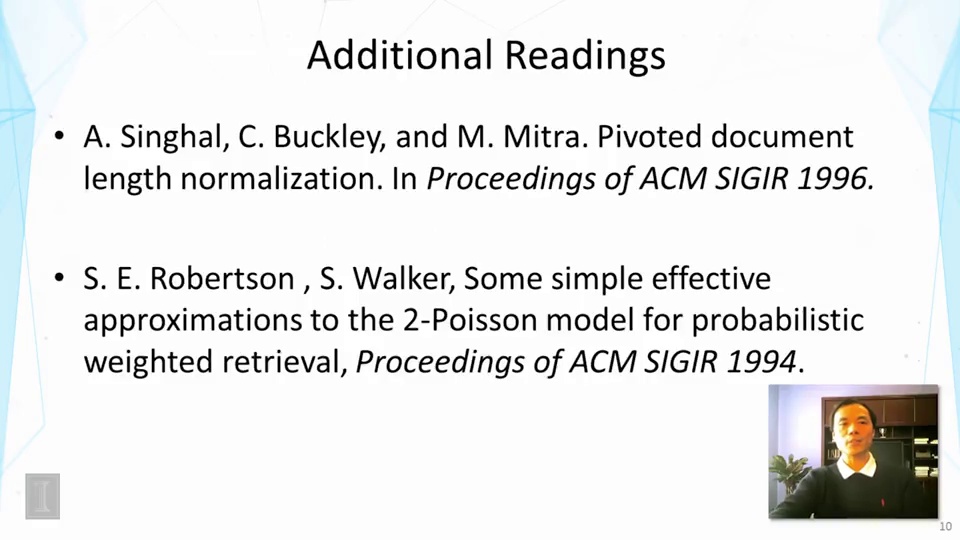 Additional Readings
• A. Singhal, C. Buckley, and M. Mitra. Pivoted document
length normalization. In Proceedings of ACM SIGIR 1996.
• S. E. Robertson , S. Walker, Some simple effective
approximations to the 2-Poisson model for probabilistic
weighted retrieval, Proceedings of ACM SIGIR 1994.
I
10